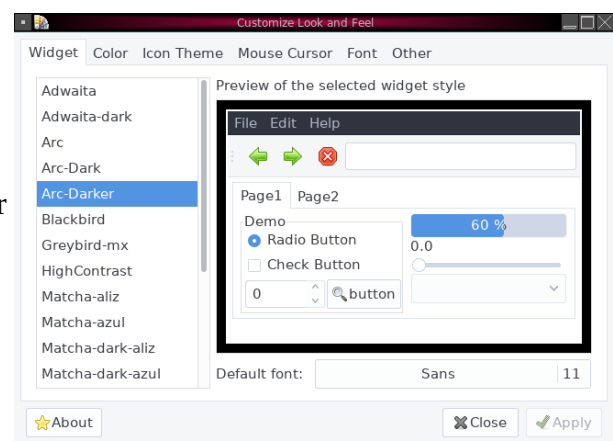 Customize Look and Feel
Widget Color Icon Theme Mouse Cursor Font Other
Adwaita
Adwaita-dark
Arc
Arc-Dark
Arc-Darker
Blackbird
Greybird-mx
HighContrast
Matcha-aliz
Matcha-azul
Matcha-dark-aliz
Matcha-dark-azul
Preview of the selected widget style
File Edit Help
Page1 Page2
Demo
Radio Button
Check Button
0
button
60 %
0.0
Default font: Sans 11
r
About
Close
Apply